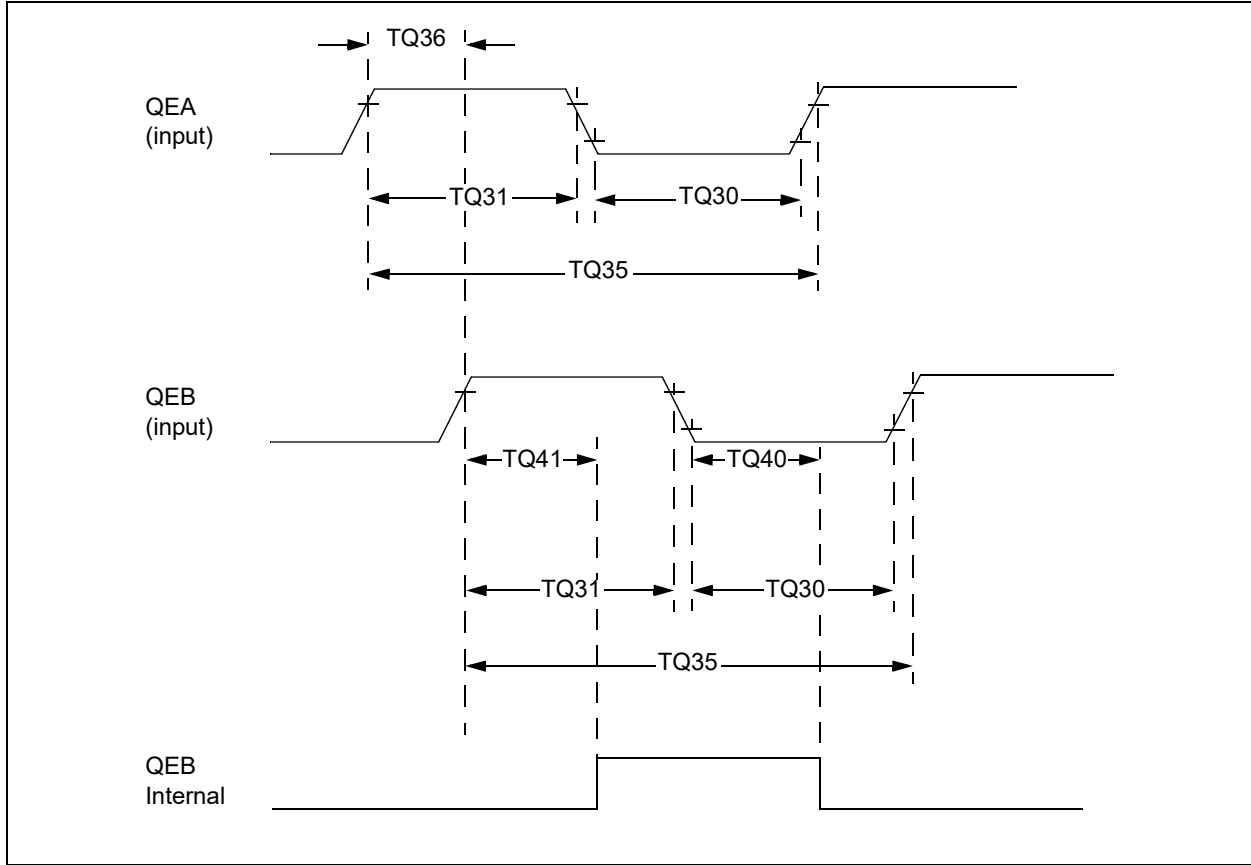 TQ36
QEA
(input)
TQ31
TQ30
TQ35
QEB
(input)
TQ41
TQ40
TQ31
TQ30
TQ35
QEB
Internal